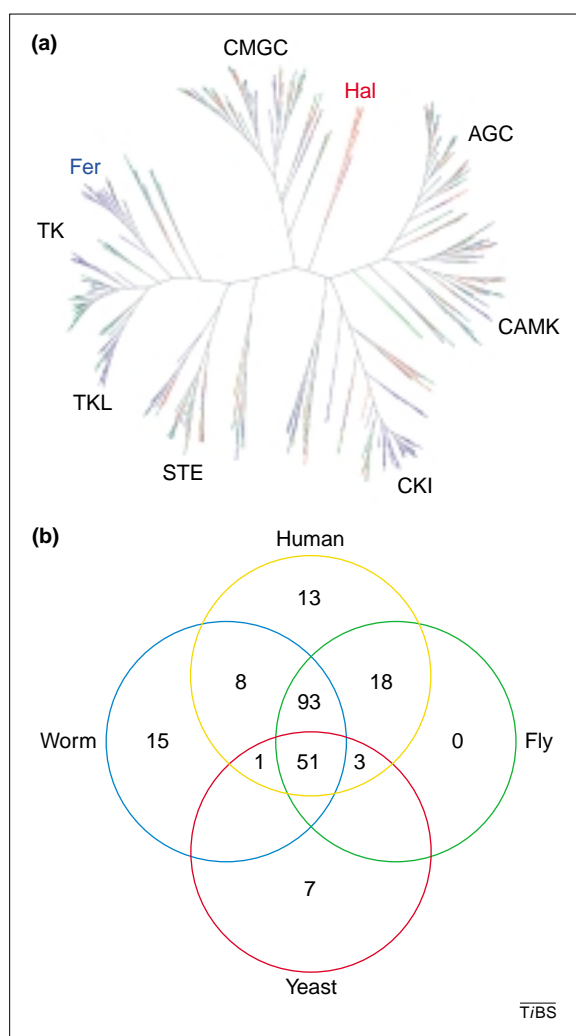 (a)
CMGC
Hal
AGC
Fer
TK
CAMK
TKL
STE
CKI
(b)
Human
13
8
93
18
Worm
15
1
51
3
0
Fly
7
Yeast
TiBS